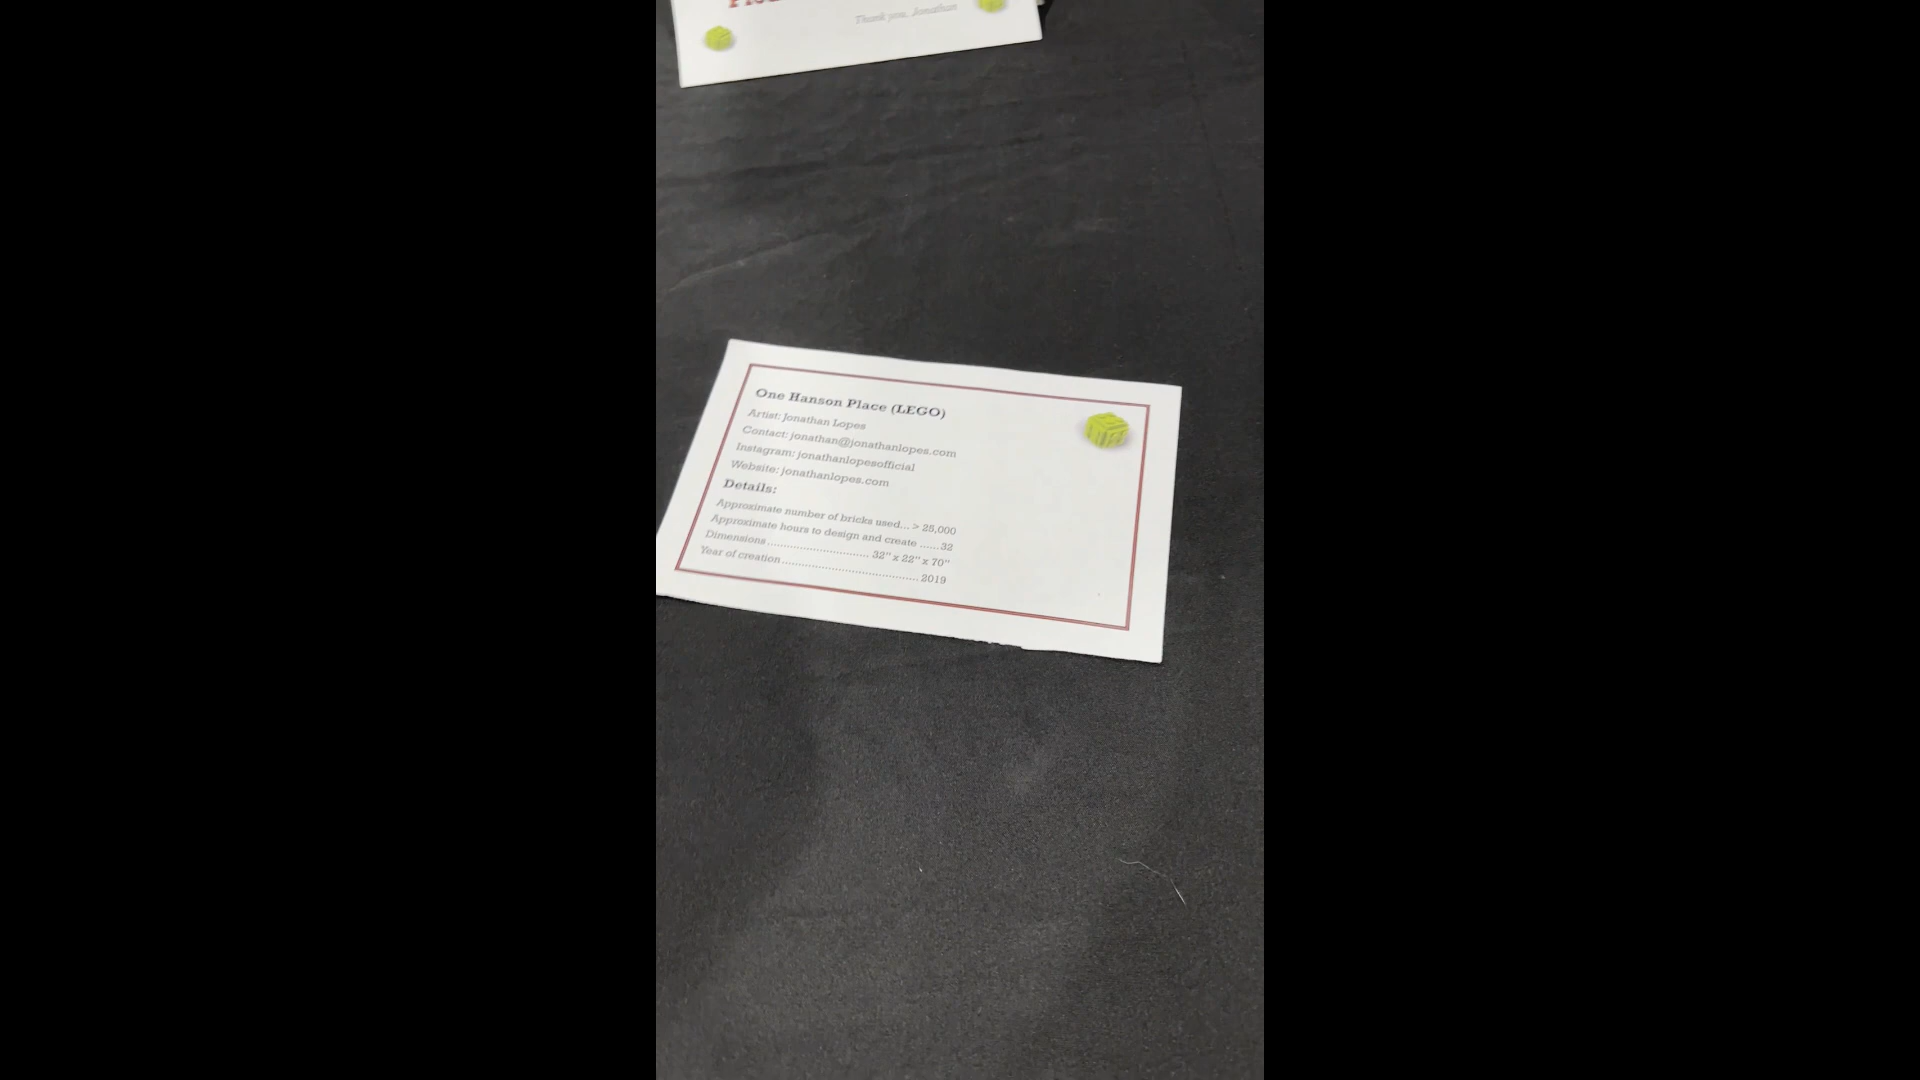 Thank you, Jonathan
One Hanson Place (LEGO)
Artist: Jonathan Lopes
Contact: jonathan@jonathanlopes.com
Instagram: jonathanlopesofficial
Website: jonathanlopes.com
Details:
Approximate number of bricks used... > 25,000
Approximate hours to design and create ......32
Dimensions................................ 32" x 22" x 70"
Year of creation.......................................... 2019